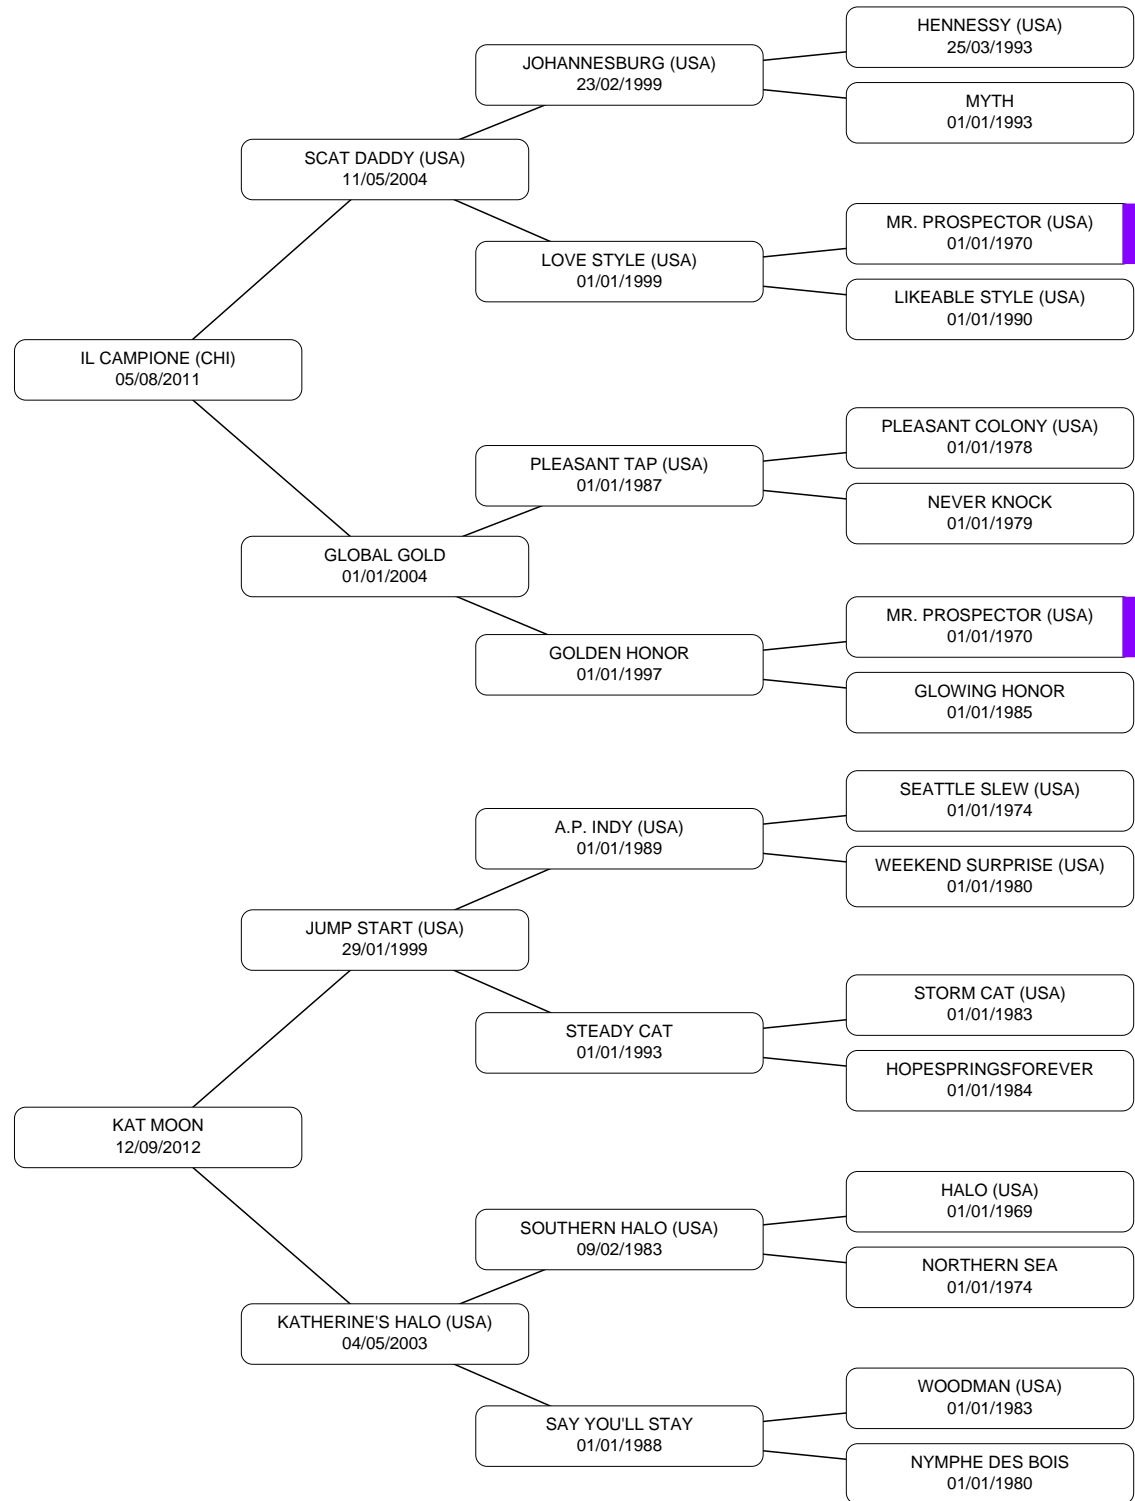 HENNESSY (USA)
25/03/1993
JOHANNESBURG (USA)
23/02/1999
MYTH
01/01/1993
SCAT DADDY (USA)
11/05/2004
MR. PROSPECTOR (USA)
01/01/1970
LOVE STYLE (USA)
01/01/1999
LIKEABLE STYLE (USA)
01/01/1990
IL CAMPIONE (CHI)
05/08/2011
PLEASANT COLONY (USA)
01/01/1978
PLEASANT TAP (USA)
01/01/1987
NEVER KNOCK
01/01/1979
GLOBAL GOLD
01/01/2004
MR. PROSPECTOR (USA)
01/01/1970
GOLDEN HONOR
01/01/1997
GLOWING HONOR
01/01/1985
SEATTLE SLEW (USA)
01/01/1974
A.P. INDY (USA)
01/01/1989
WEEKEND SURPRISE (USA)
01/01/1980
JUMP START (USA)
29/01/1999
STORM CAT (USA)
01/01/1983
STEADY CAT
01/01/1993
HOPESPRINGSFOREVER
01/01/1984
KAT MOON
12/09/2012
HALO (USA)
01/01/1969
SOUTHERN HALO (USA)
09/02/1983
NORTHERN SEA
01/01/1974
KATHERINE'S HALO (USA)
04/05/2003
WOODMAN (USA)
01/01/1983
SAY YOU'LL STAY
01/01/1988
NYMPHE DES BOIS
01/01/1980